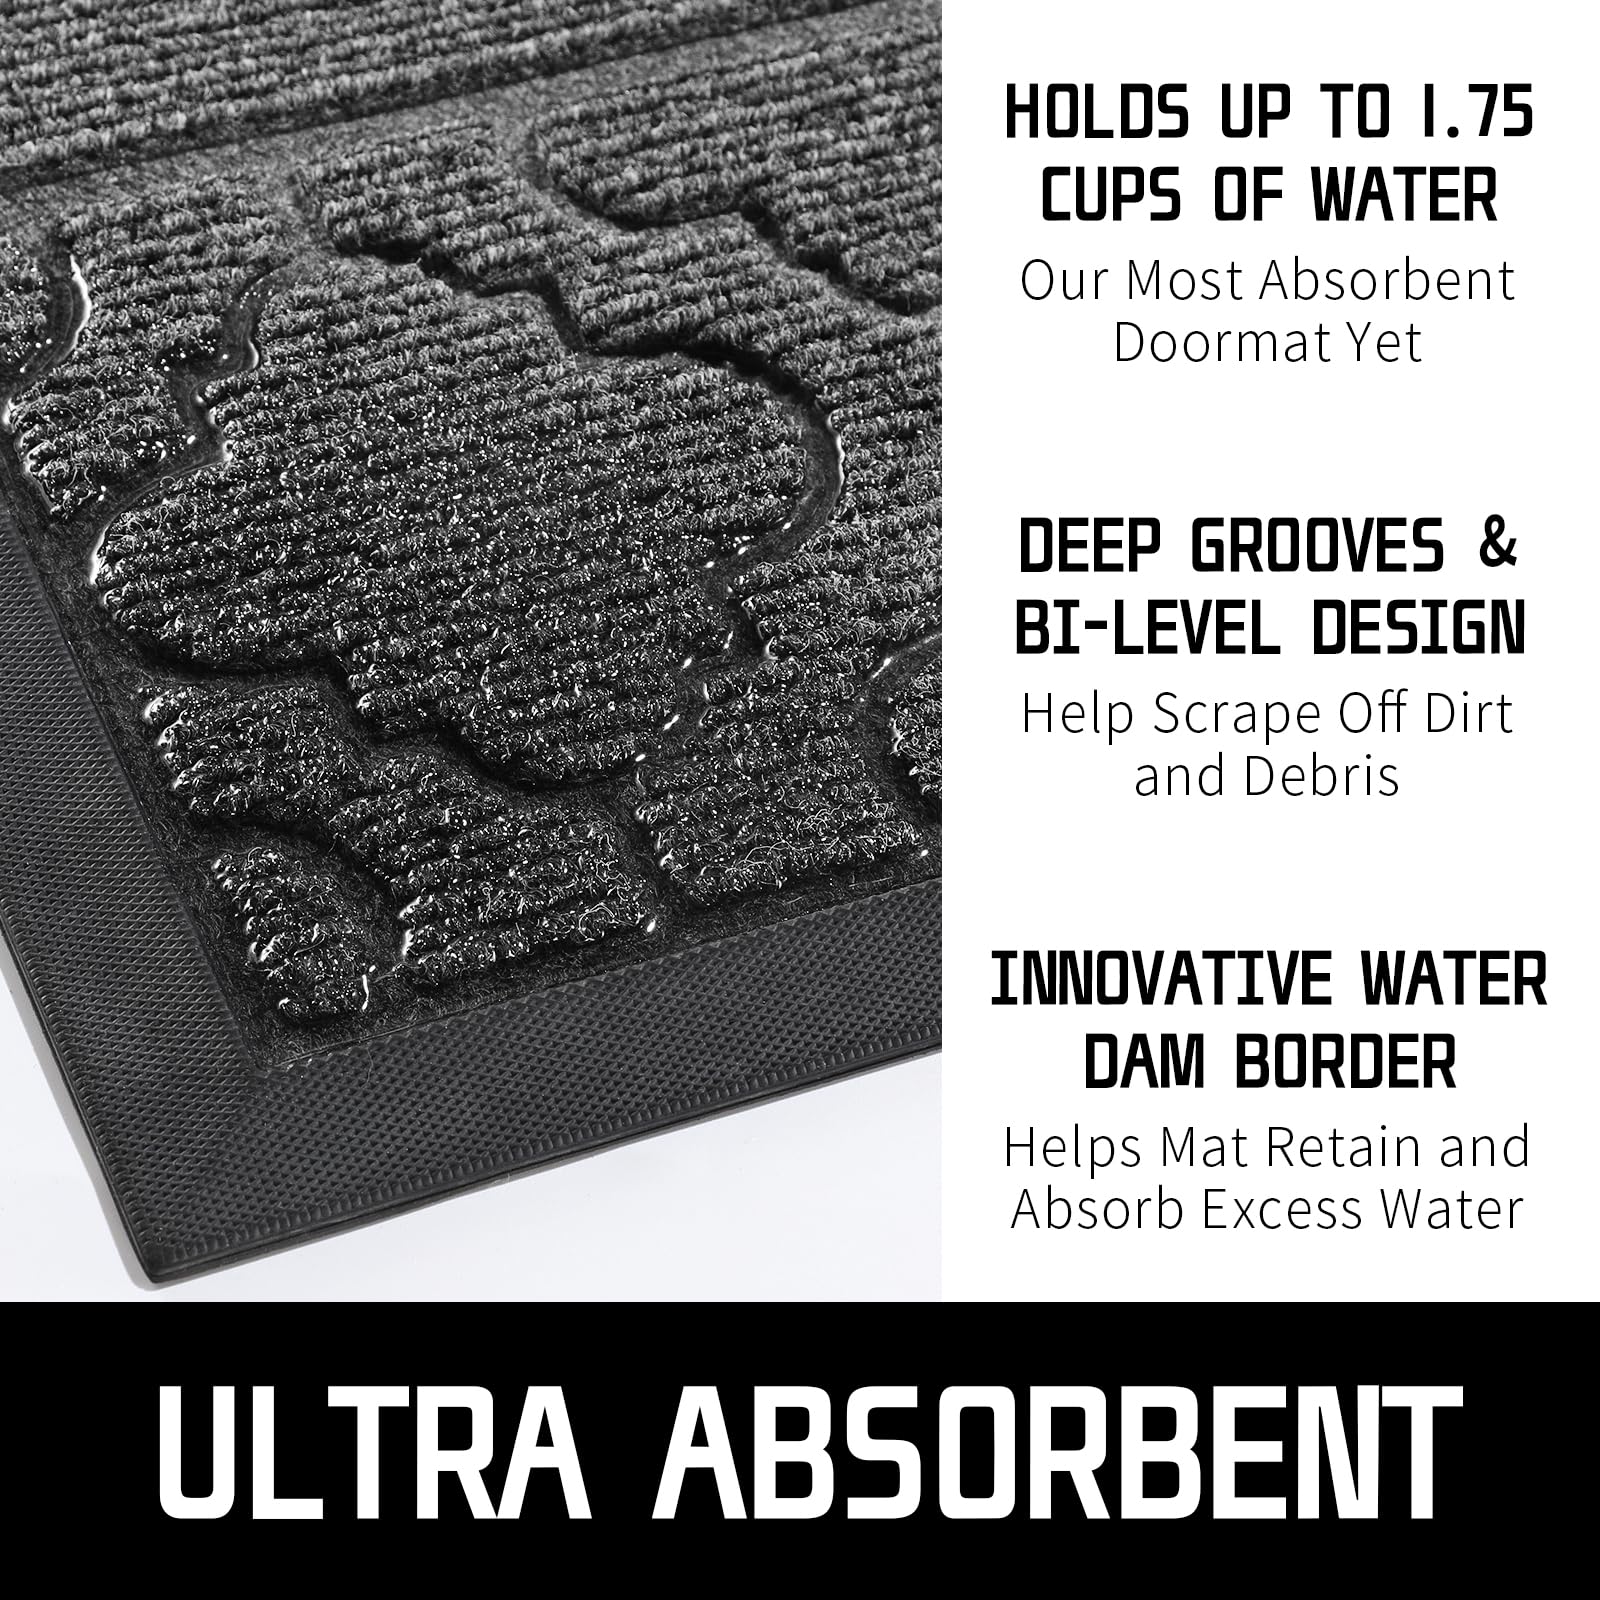 HOLDS UP TO 1.75
CUPS OF WATER
Our Most Absorbent
Doormat Yet
DEEP GROOVES &
BI-LEVEL DESIGN
Help Scrape Off Dirt
and Debris
INNOVATIVE WATER
DAM BORDER
Helps Mat Retain and
Absorb Excess Water
ULTRA ABSORBENT